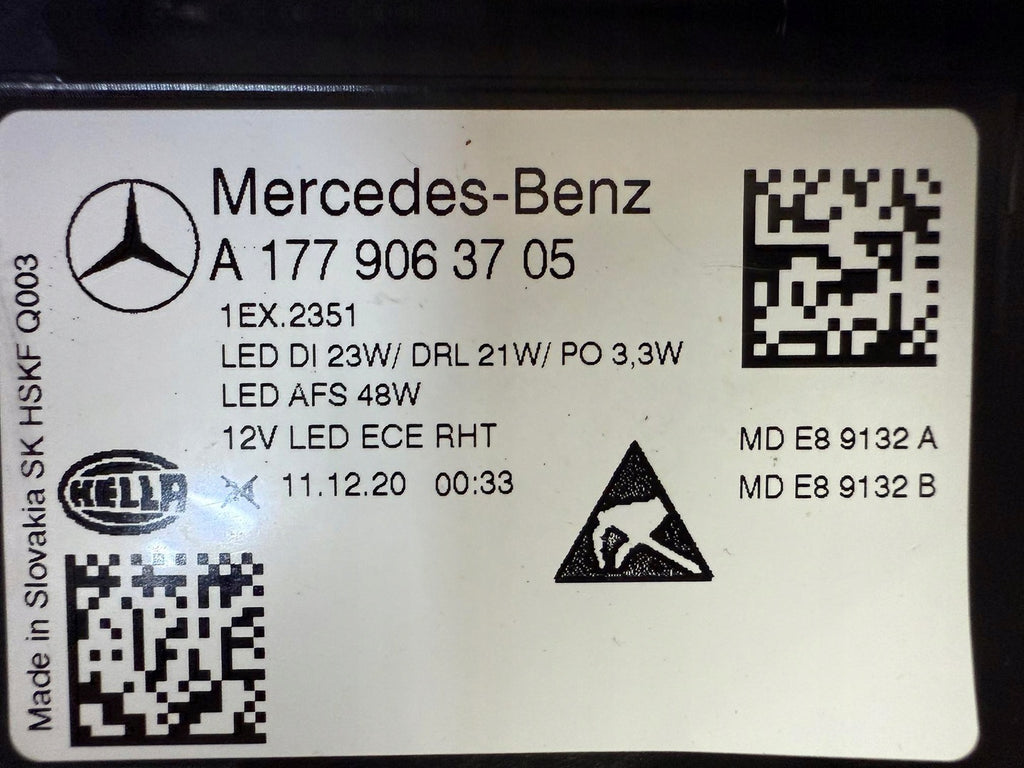 Mercedes-Benz
A 177 906 37 05
1EX.2351
LED DI 23W/ DRL 21W/ PO 3,3W
LED AFS 48W
12V LED ECE RHT
11.12.20 00:33
MD E8 9132 A
MD E8 9132 B
HELLA
Made in Slovakia SK HSKF Q003